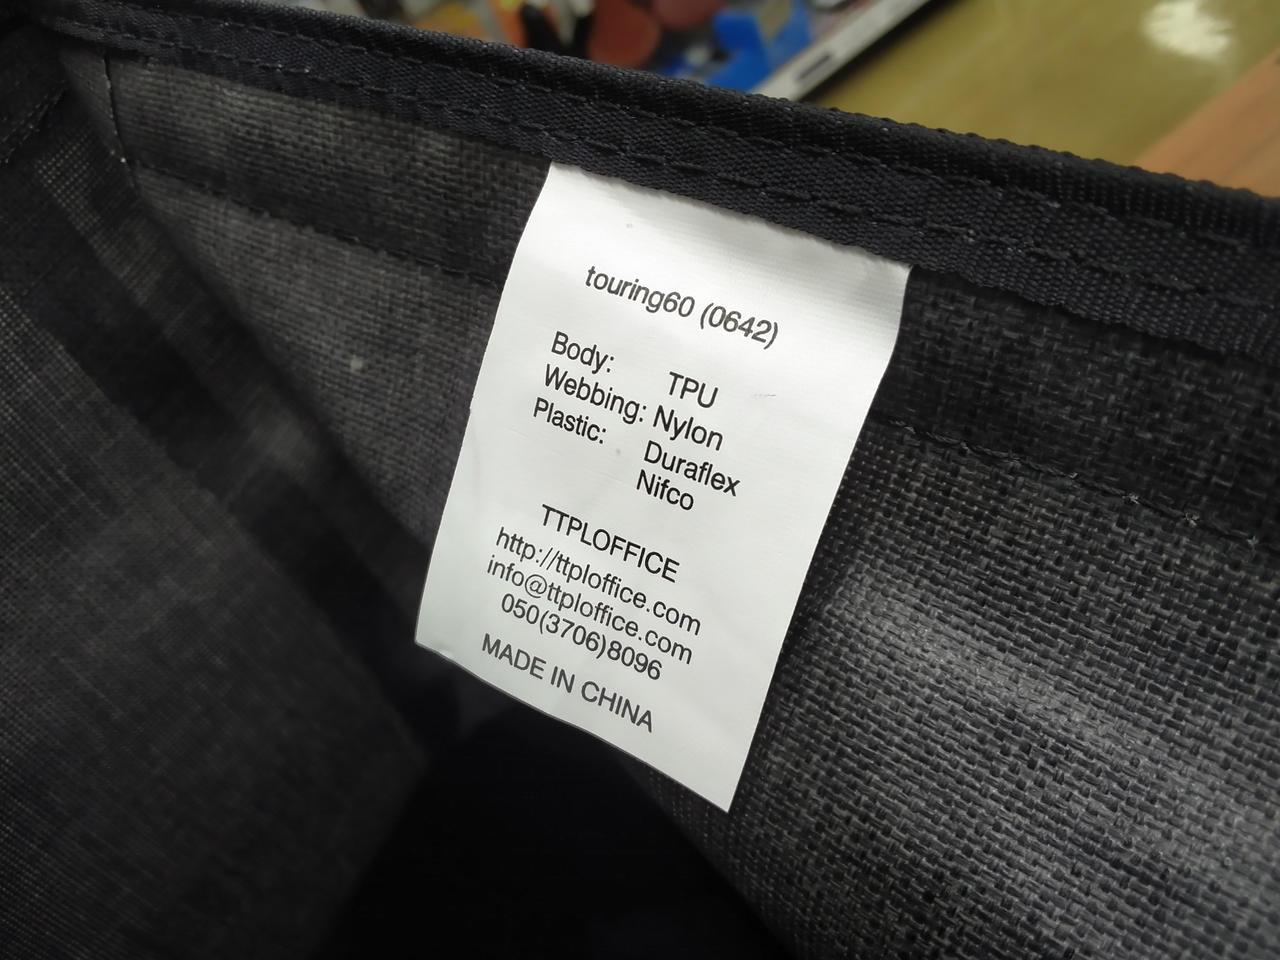 touring60 (0642)
Body: TPU
Webbing: Nylon
Plastic: Duraflex
Nifco
TTPLOFFICE
http://ttploffice.com
info@ttploffice.com
050(3706)8096
MADE IN CHINA